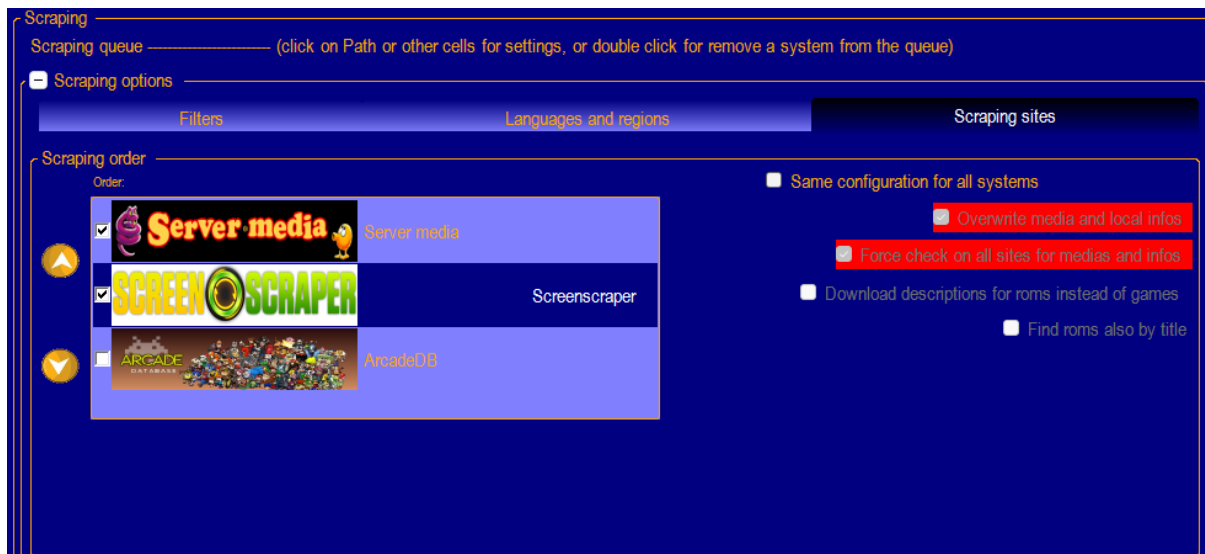 Scraping
Scraping queue ------------------------- (click on Path or other cells for settings, or double click for remove a system from the queue)
Scraping options
Filters
Languages and regions
Scraping sites
Scraping order
Order:
Server media
Server media
SCREEN SCRAPER
Screenscraper
ARCADE
DATABASE
ArcadeDB
Same configuration for all systems
Overwrite media and local infos
Force check on all sites for medias and infos
Download descriptions for roms instead of games
Find roms also by title